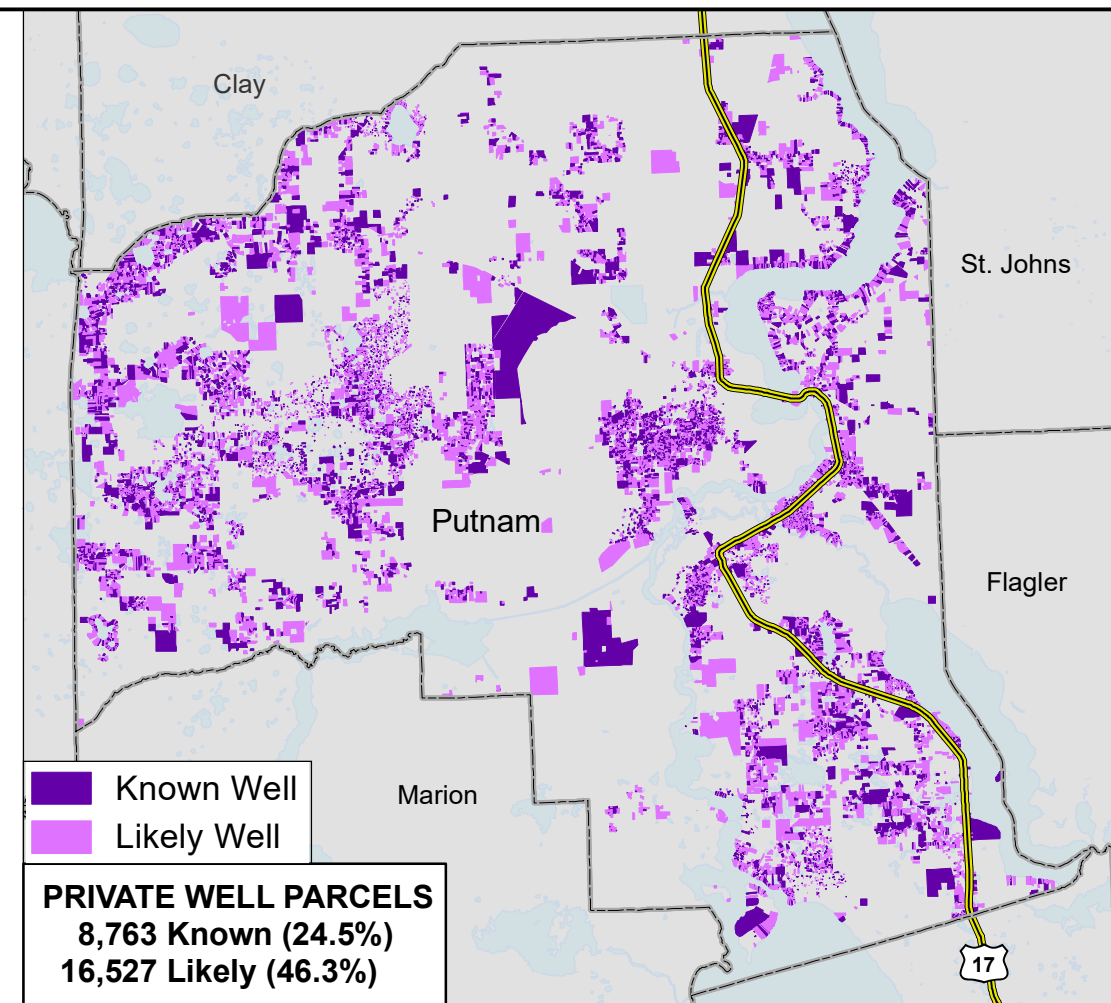 Clay
St. Johns
Putnam
Flagler
Marion
Known Well
Likely Well
PRIVATE WELL PARCELS
8,763 Known (24.5%)
16,527 Likely (46.3%)
17